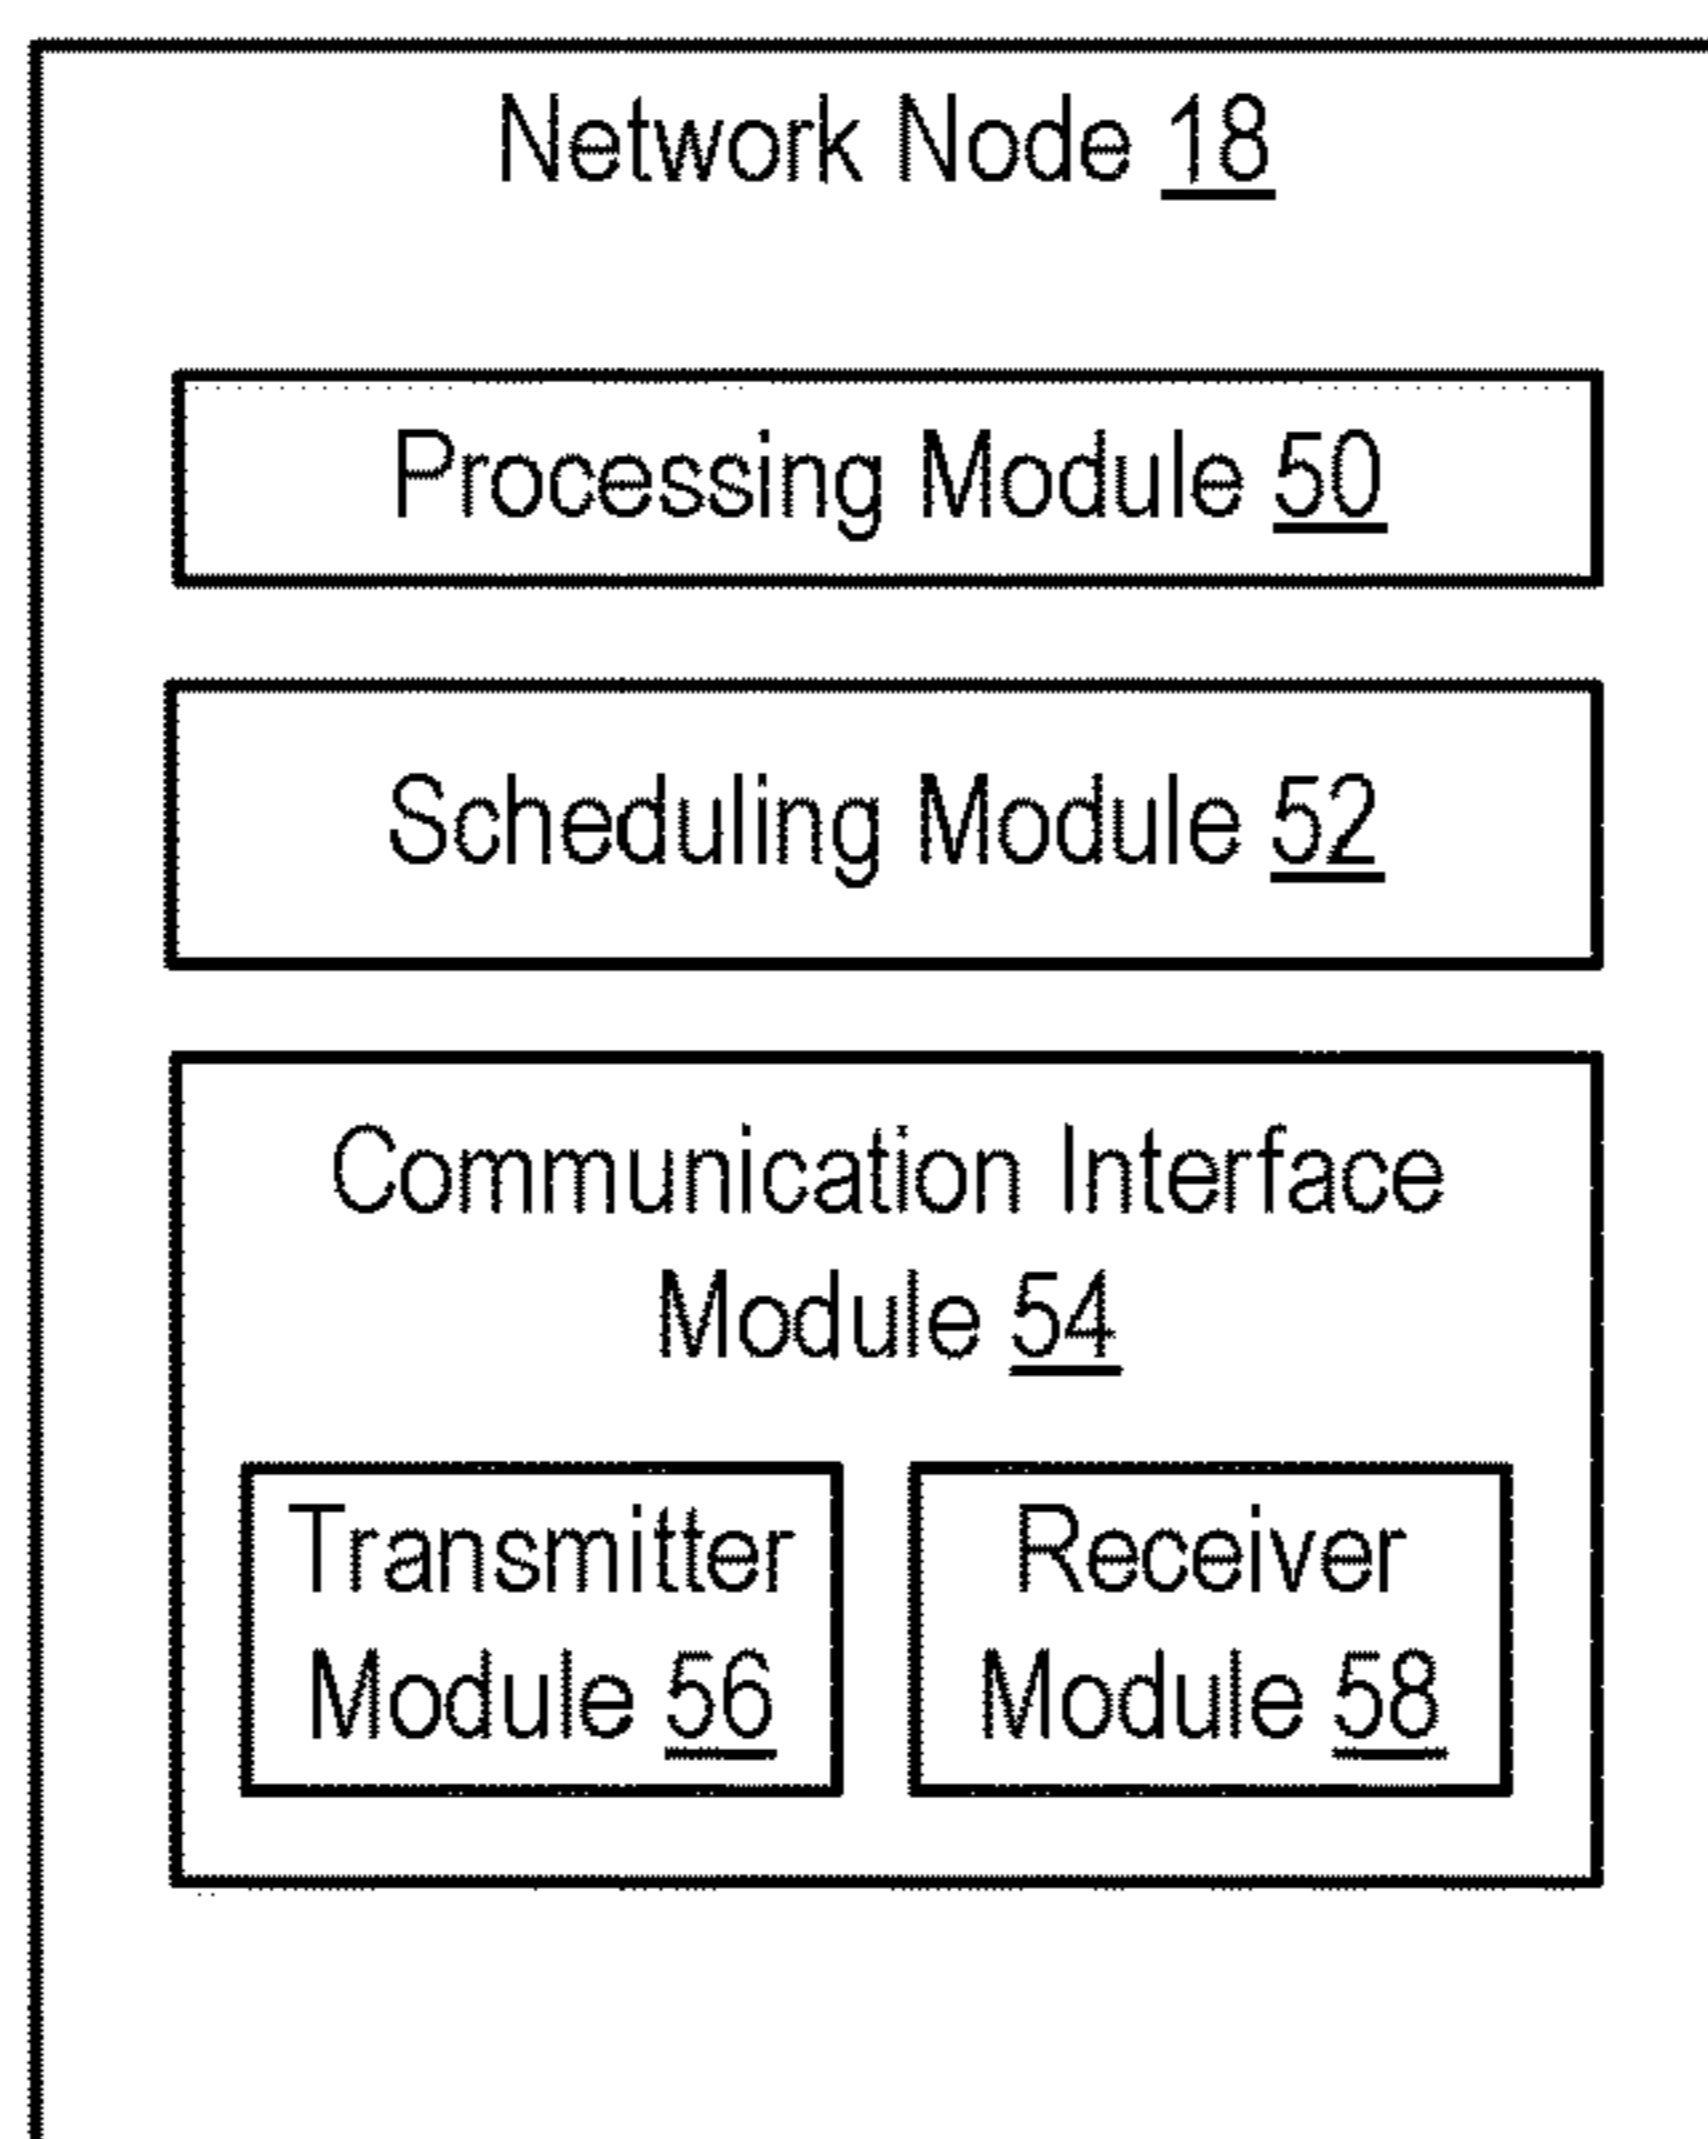 Network Node 18
Processing Module 50
Scheduling Module 52
Communication Interface
Module 54
Transmitter
Module 56
Receiver
Module 58